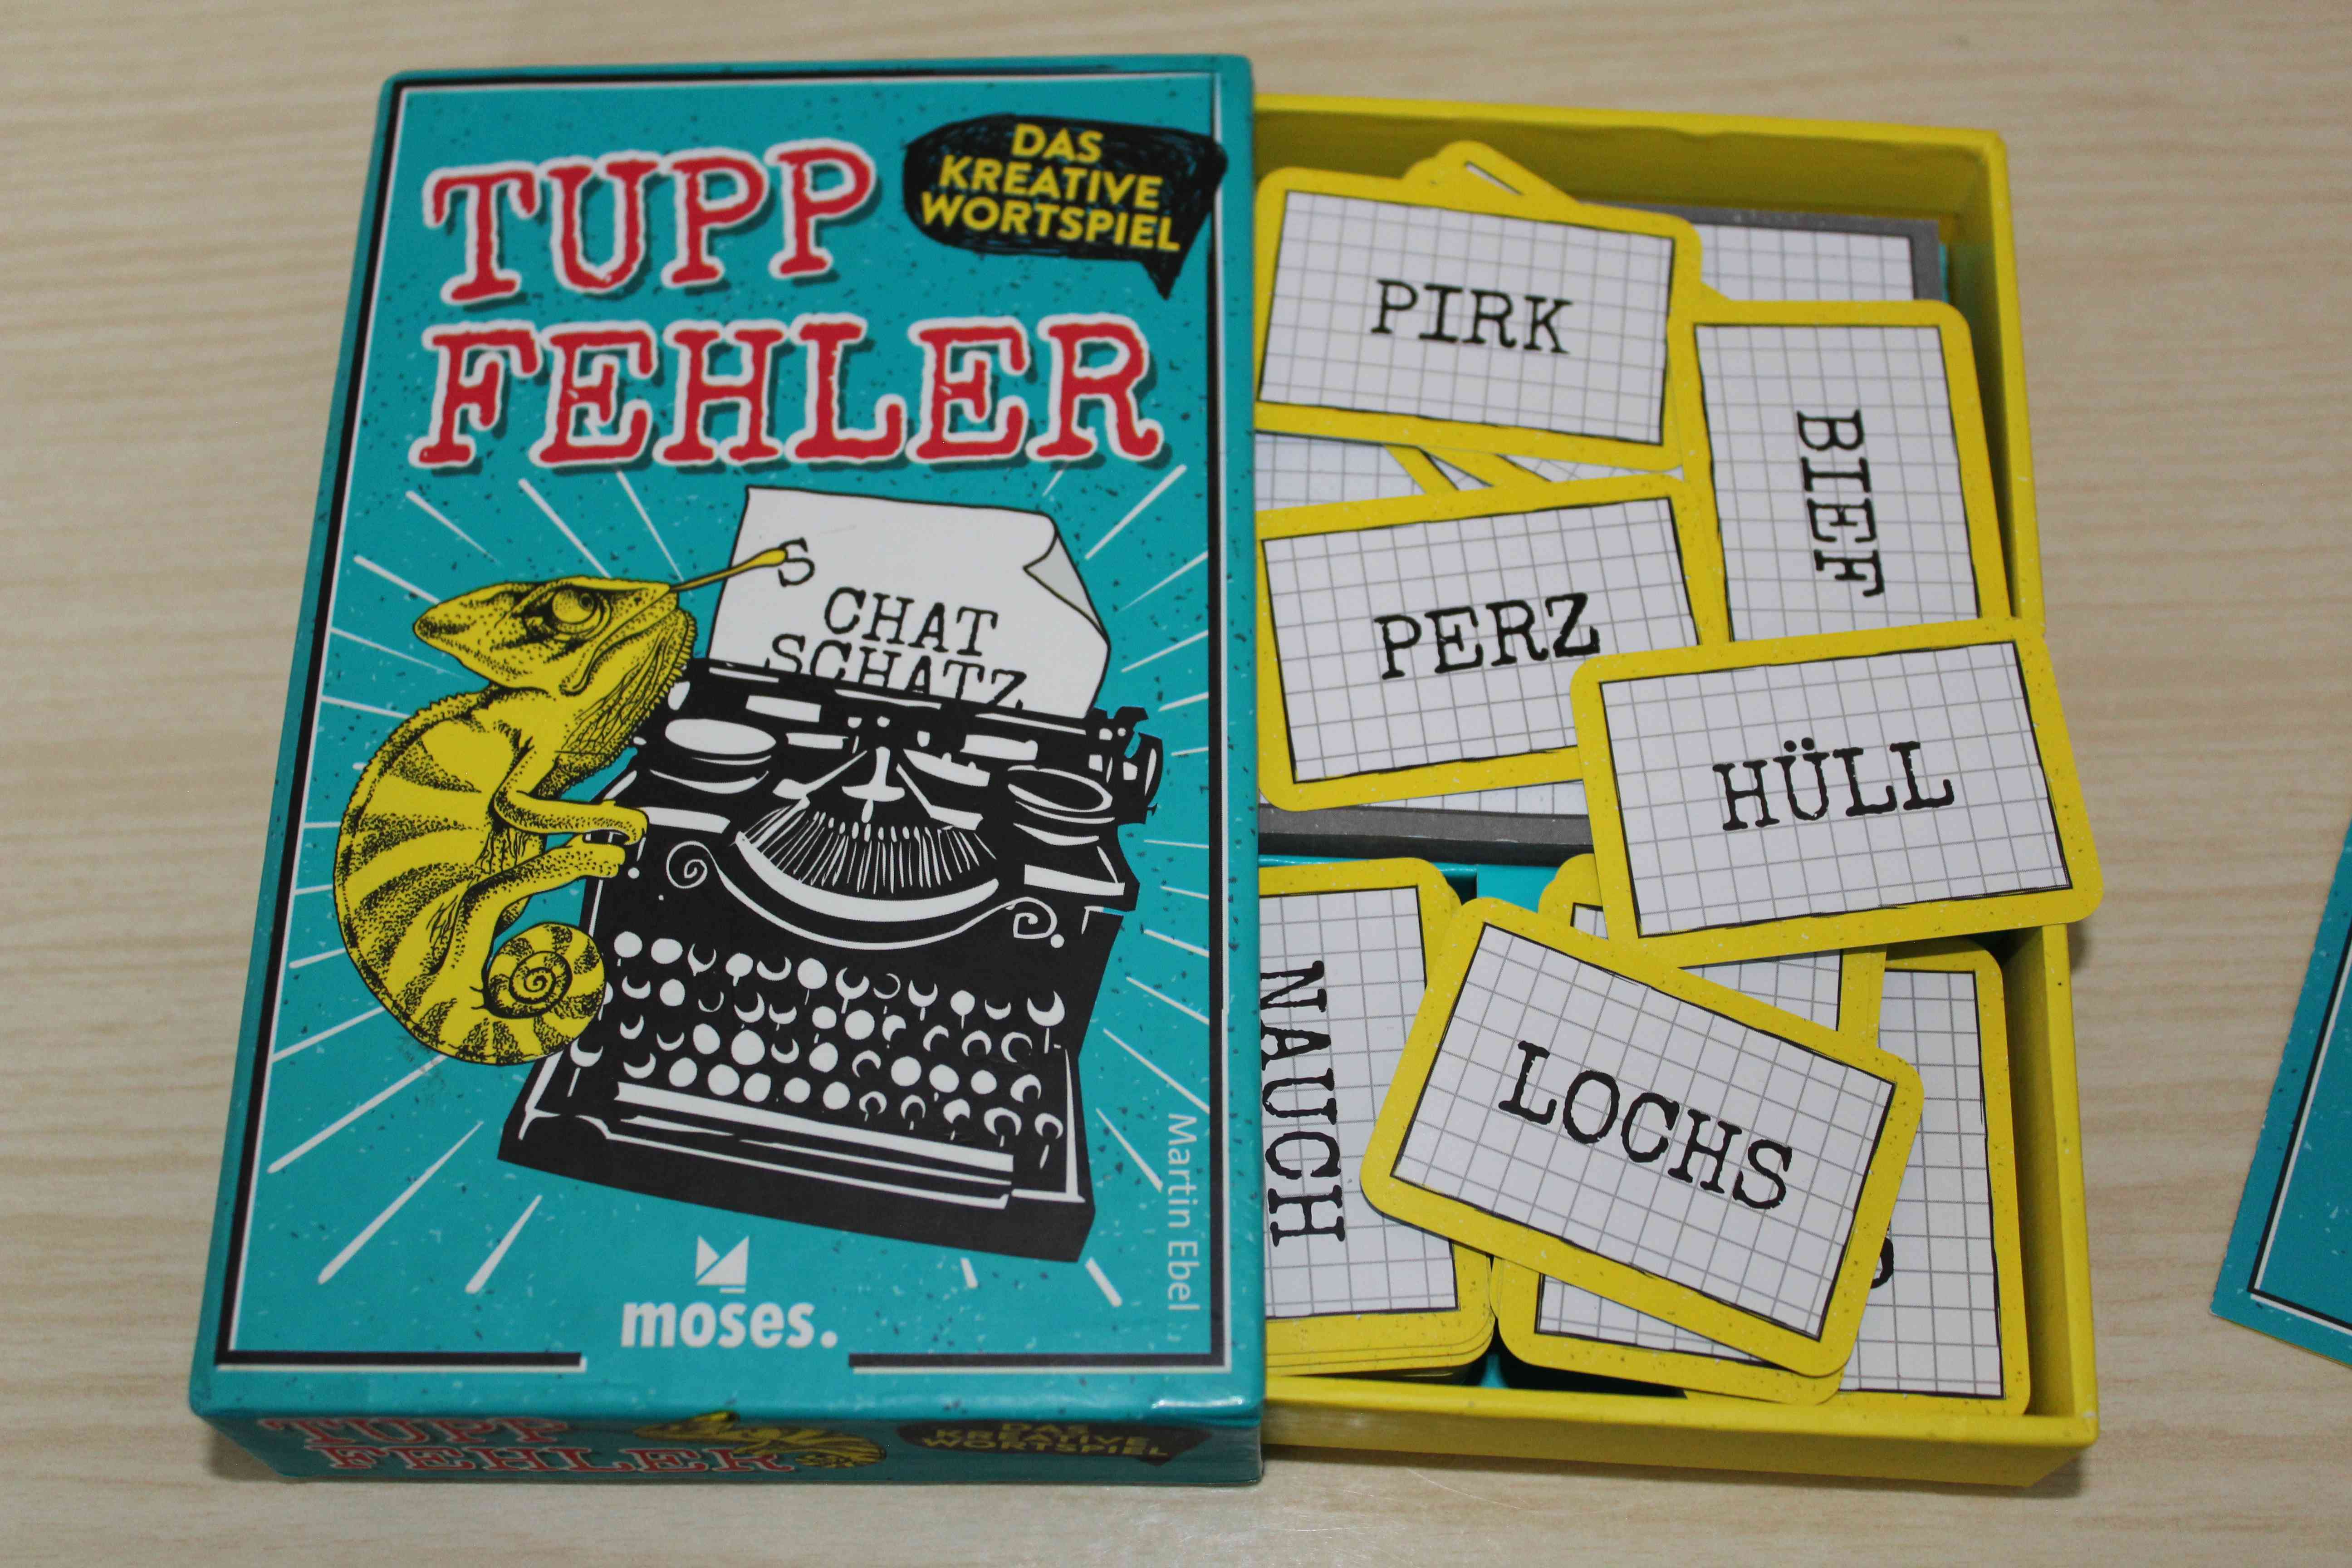 TUPP
FEHLER
DAS
KREATIVE
WORTSPIEL
S
CHAT
SCHATZ
Martin Ebel
moses.
TUPP
FEHLER
DAS
KREATIVE
WORTSPIEL
PIRK
BIEF
PERZ
HÜLL
NAUCH
LOCHS